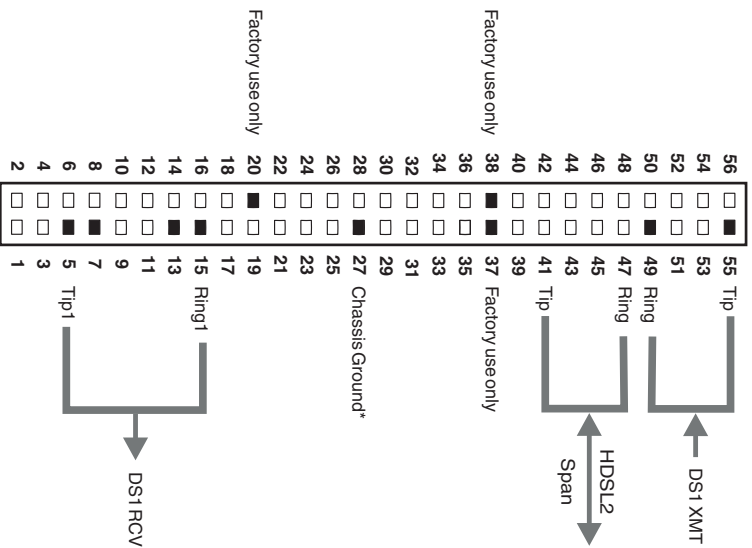 56 55 Tip
54 53
DS1 XMT
52 51
50 49 Ring
48 47 Ring
HDSL2
Span
46 45
44 43
42 41 Tip
40 39
Factory use only 38 37 Factory use only
36 35
34 33
32 31
30 29
28 27 Chassis Ground*
26 25
24 23
22 21
Factory use only 20 19
18 17
16 15 Ring1
14 13
12 11
DS1 RCV
10 9
8 7
6 5 Tip1
4 3
2 1